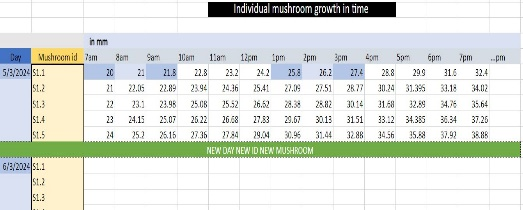 Individual mushroom growth in time
in mm
Day Mushroom id 7am 8am 9am 10am 11am 12pm 1pm 2pm 3pm 4pm 5pm 6pm 7pm ...pm
5/3/2024 S1.1 20 21 21.8 22.8 23.2 24.2 25.8 26.2 27.4 28.8 29.9 31.6 32.4
S1.2 21 22.05 22.89 23.94 24.36 25.41 27.09 27.51 28.77 30.24 31.395 33.18 34.02
S1.3 22 23.1 23.98 25.08 25.52 26.62 28.38 28.82 30.14 31.68 32.89 34.76 35.64
S1.4 23 24.15 25.07 26.22 26.68 27.83 29.67 30.13 31.51 33.12 34.385 36.34 37.26
S1.5 24 25.2 26.16 27.36 27.84 29.04 30.96 31.44 32.88 34.56 35.88 37.92 38.88
NEW DAY NEW ID NEW MUSHROOM
6/3/2024 S1.1
S1.2
S1.3